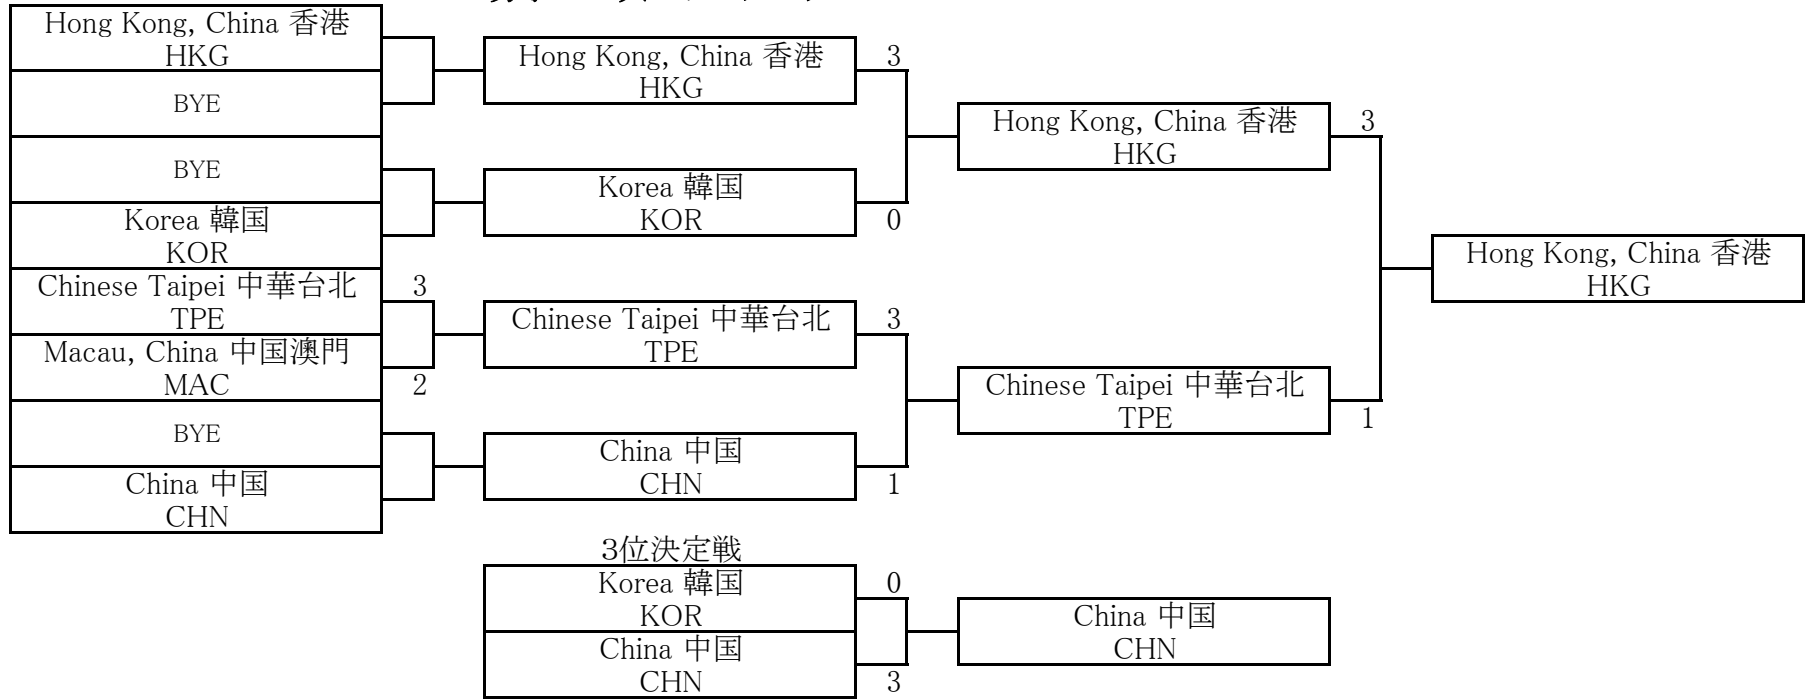 Hong Kong, China 香港
HKG
BYE
BYE
Korea 韓国
KOR
Chinese Taipei 中華台北
TPE
3
Macau, China 中国澳門
MAC
2
BYE
China 中国
CHN
Hong Kong, China 香港
HKG
3
Korea 韓国
KOR
0
Chinese Taipei 中華台北
TPE
3
China 中国
CHN
1
Hong Kong, China 香港
HKG
3
Chinese Taipei 中華台北
TPE
1
Hong Kong, China 香港
HKG
3位決定戦
Korea 韓国
KOR
0
China 中国
CHN
3
China 中国
CHN